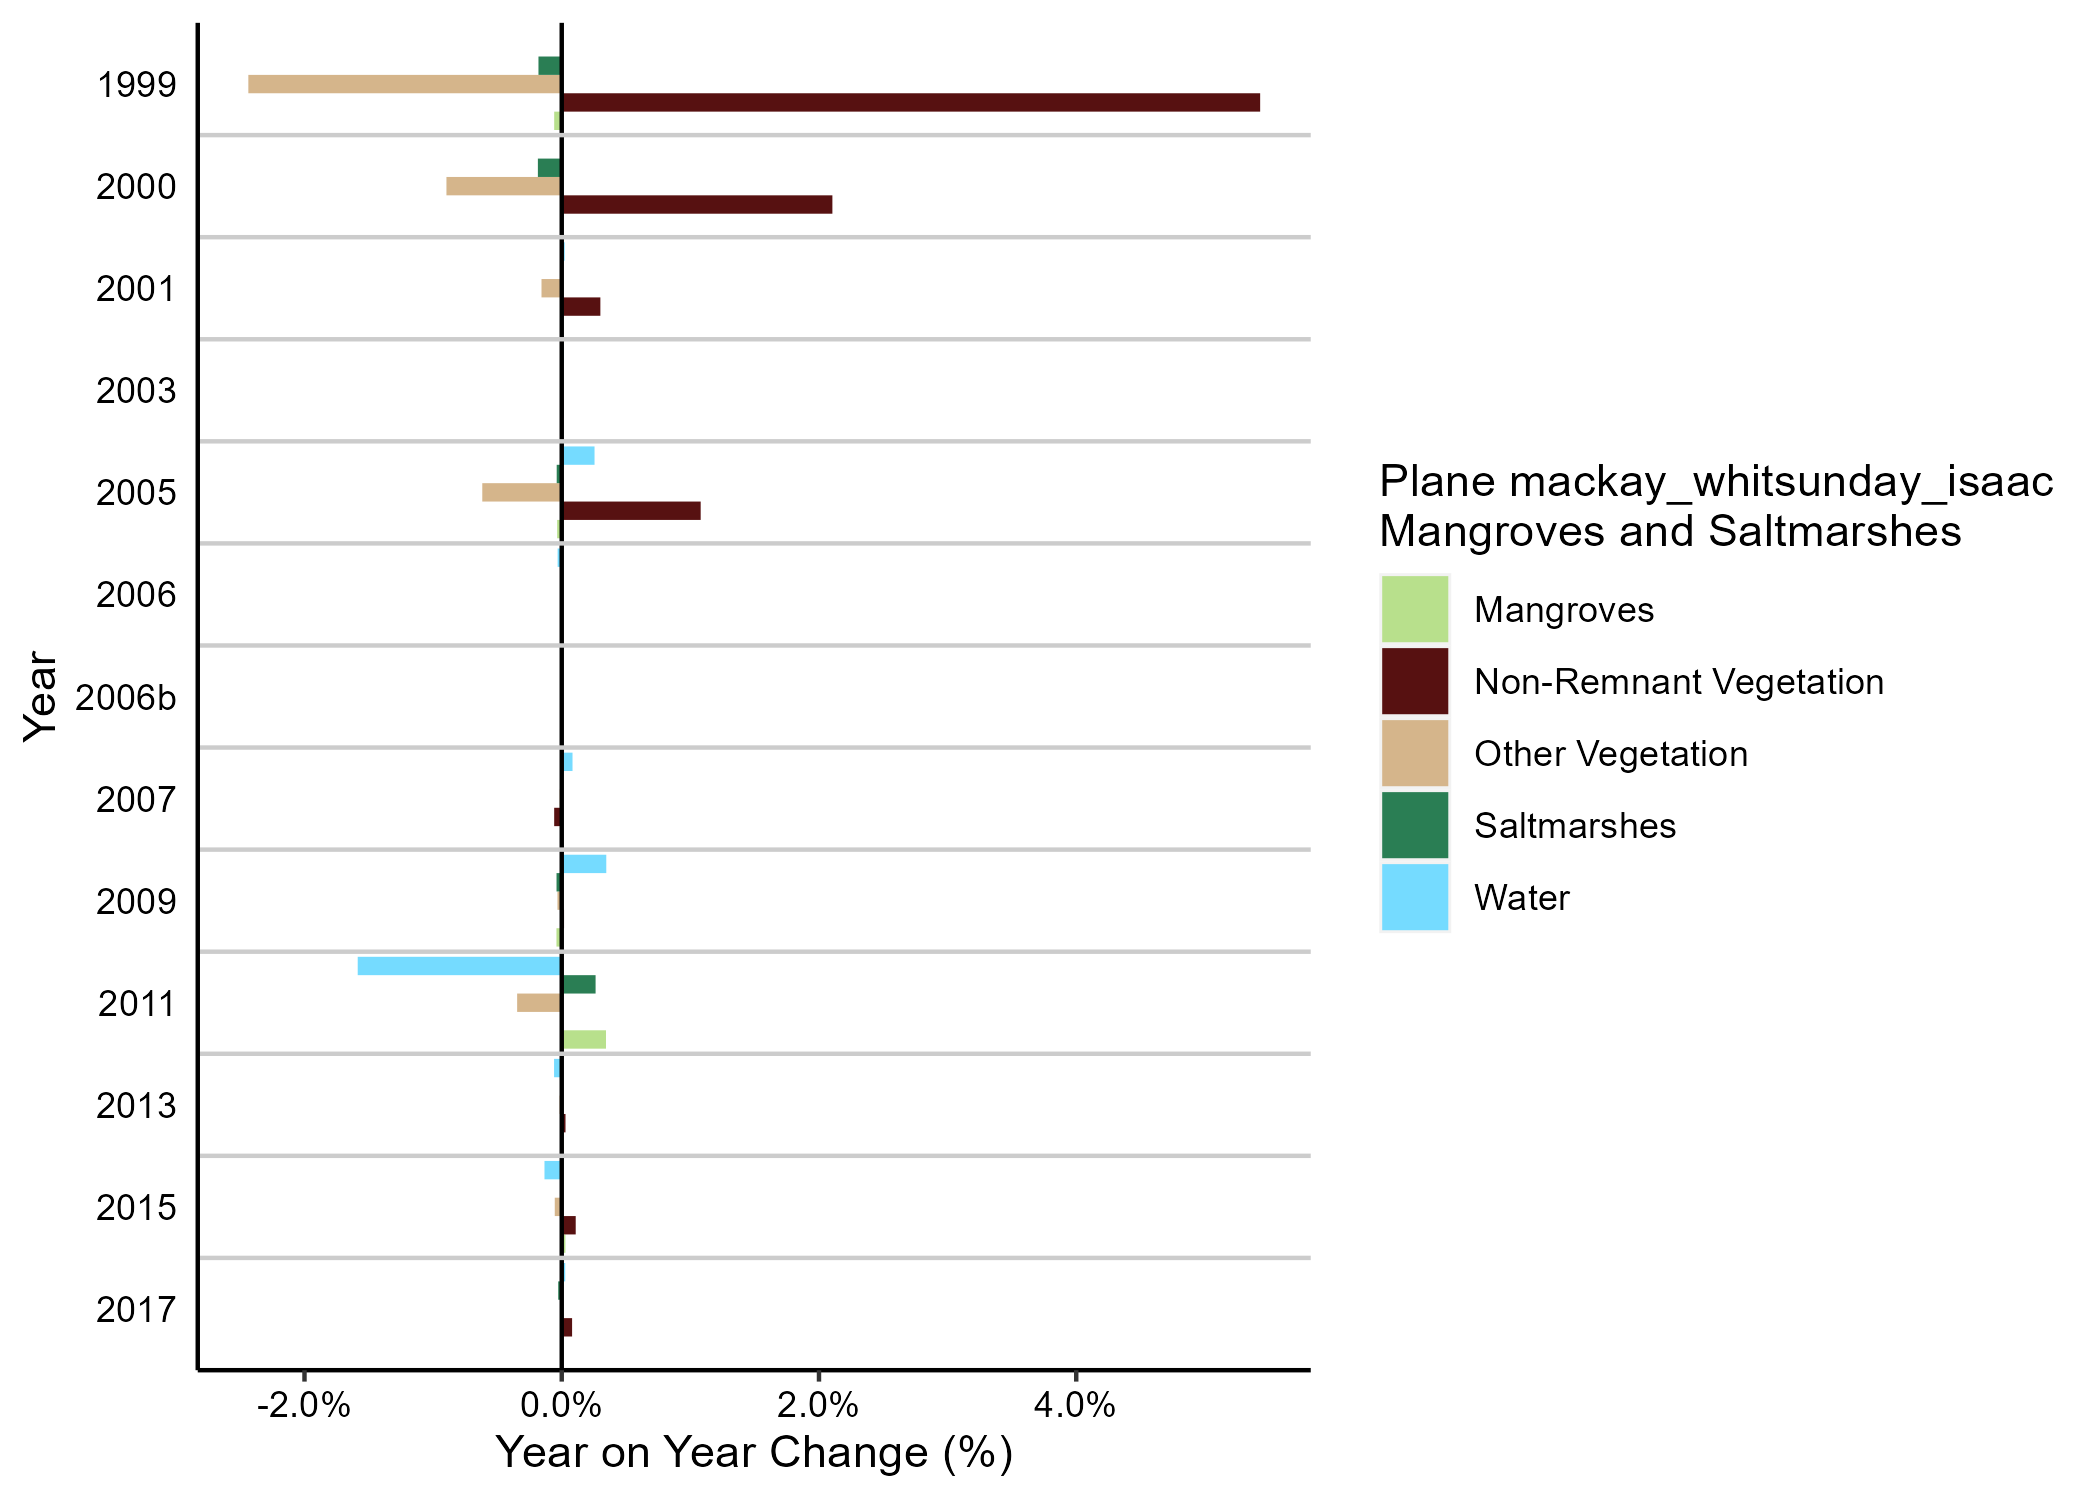 1999
2000
2001
2003
2005
2006
2006b
2007
2009
2011
2013
2015
2017
Year
-2.0%
0.0%
2.0%
4.0%
Year on Year Change (%)
Plane mackay_whitsunday_isaac
Mangroves and Saltmarshes
Mangroves
Non-Remnant Vegetation
Other Vegetation
Saltmarshes
Water